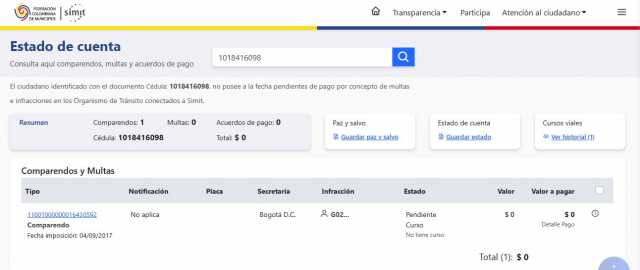 FEDERACIÓN COLOMBIANA DE MUNICIPIOS simit
Transparencia Participa Atención al ciudadano
Estado de cuenta
Consulta aquí comparendos, multas y acuerdos de pago
1018416098
El ciudadano identificado con el documento Cédula: 1018416098, no posee a la fecha pendientes de pago por concepto de multas
e infracciones en los Organismo de Tránsito conectados a Simit.
Resumen Comparendos: 1 Multas: 0 Acuerdos de pago: 0
Cédula: 1018416098 Total: $ 0
Paz y salvo
Guardar paz y salvo
Estado de cuenta
Guardar estado
Cursos viales
Ver historial (1)
Comparendos y Multas
Tipo Notificación Placa Secretaría Infracción Estado Valor Valor a pagar
No aplica Bogotá D.C. G02... Pendiente $ 0 $ 0
Comparendo Curso Detalle Pago
Fecha imposición: 04/09/2017 No tiene curso
Total (1): $ 0